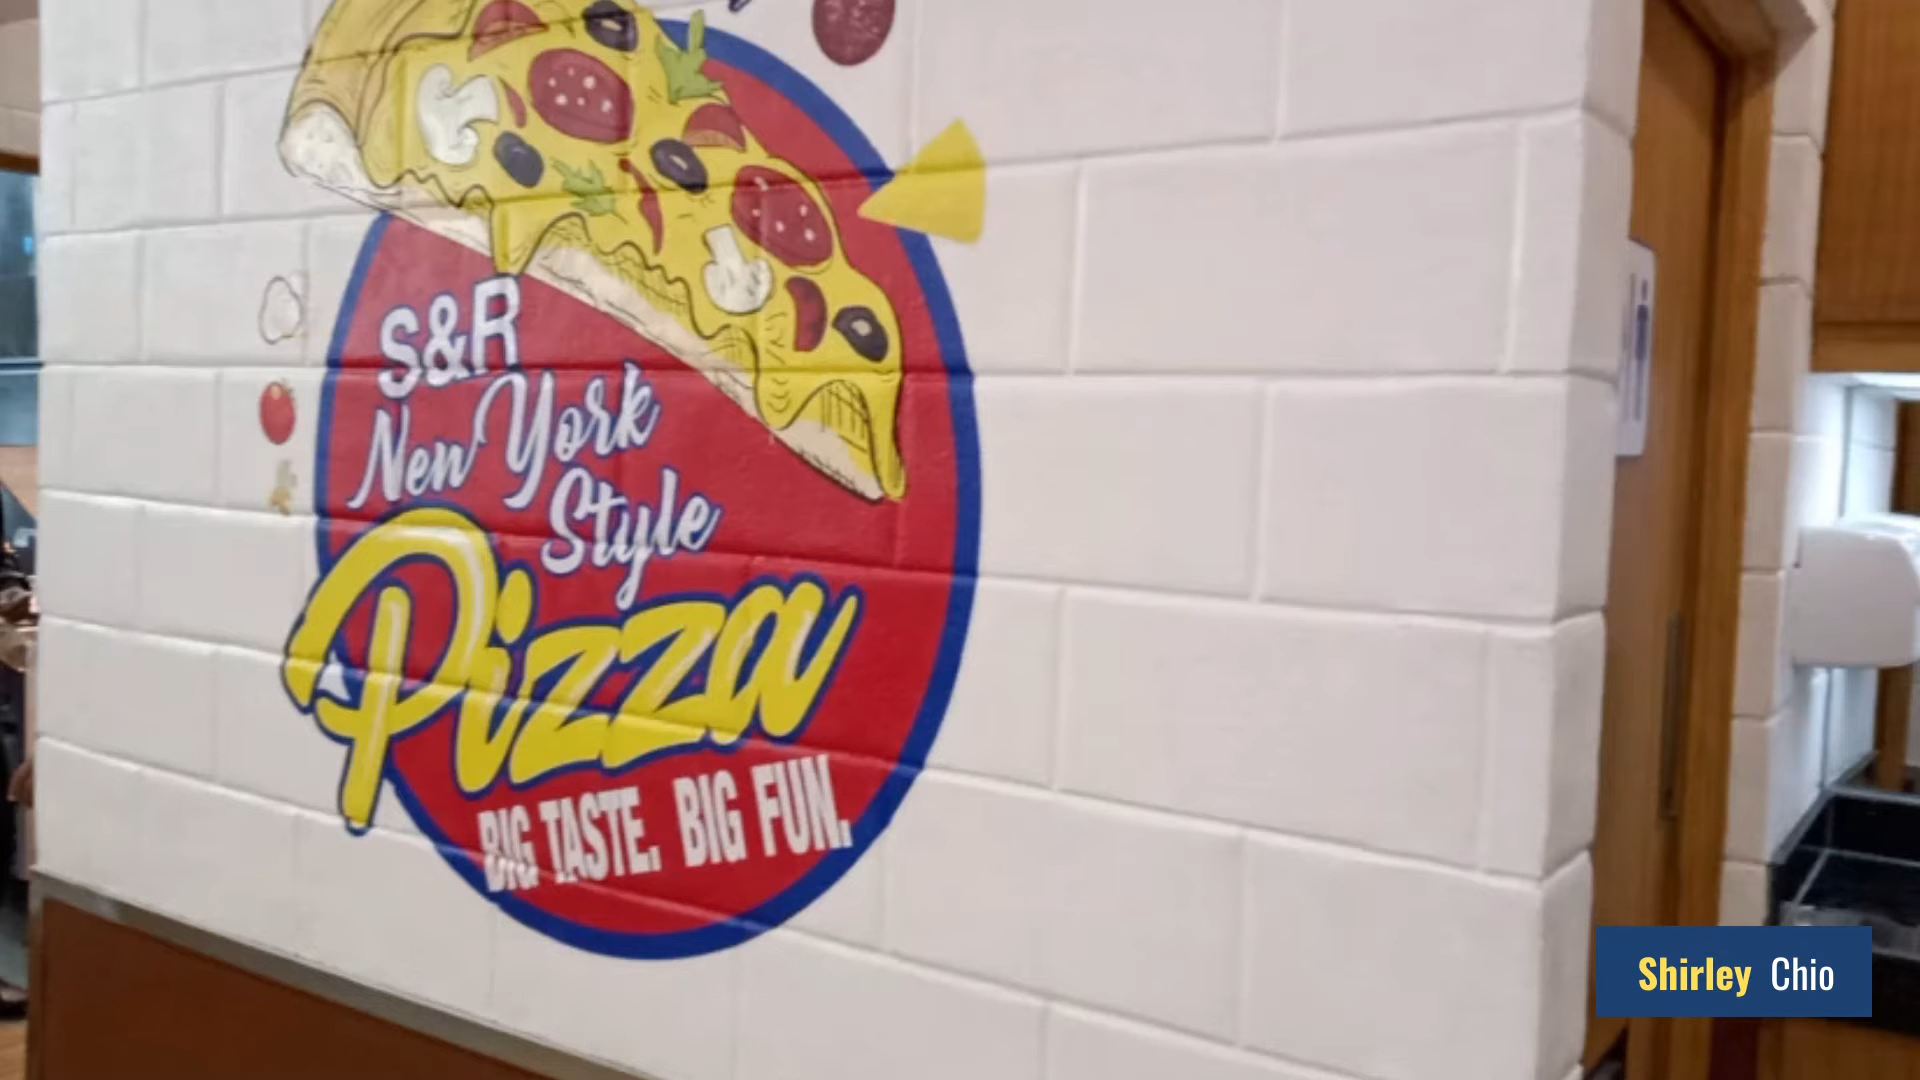 S&R
New York
Style
Pizza
BIG TASTE. BIG FUN.
Shirley Chio